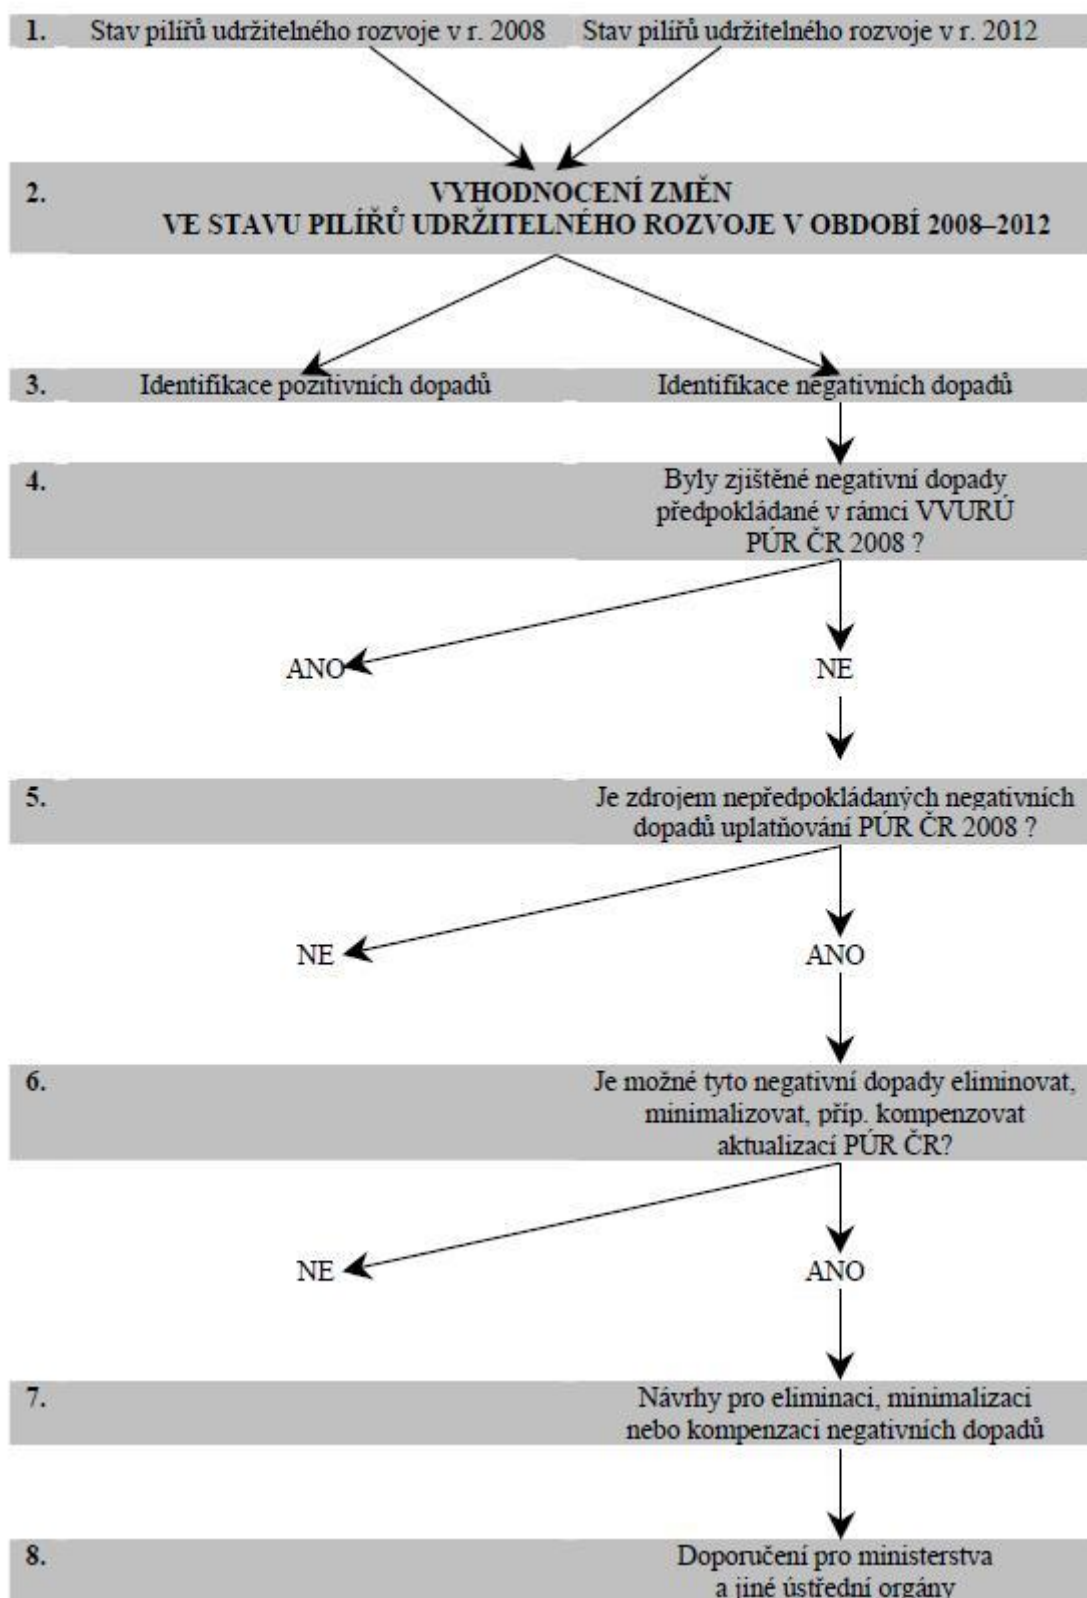 1. Stav pilířů udržitelného rozvoje v r. 2008 Stav pilířů udržitelného rozvoje v r. 2012
2. VYHODNOCENÍ ZMĚN
VE STAVU PILÍŘŮ UDRŽITELNÉHO ROZVOJE V OBDOBÍ 2008–2012
3. Identifikace pozitivních dopadů Identifikace negativních dopadů
4. Byly zjištěné negativní dopady
předpokládané v rámci VVURÚ
PÚR ČR 2008 ?
ANO NE
5. Je zdrojem nepředpokládaných negativních
dopadů uplatňování PÚR ČR 2008 ?
NE ANO
6. Je možné tyto negativní dopady eliminovat,
minimalizovat, příp. kompenzovat
aktualizací PÚR ČR?
NE ANO
7. Návrhy pro eliminaci, minimalizaci
nebo kompenzaci negativních dopadů
8. Doporučení pro ministerstva
a jiné ústřední orgány